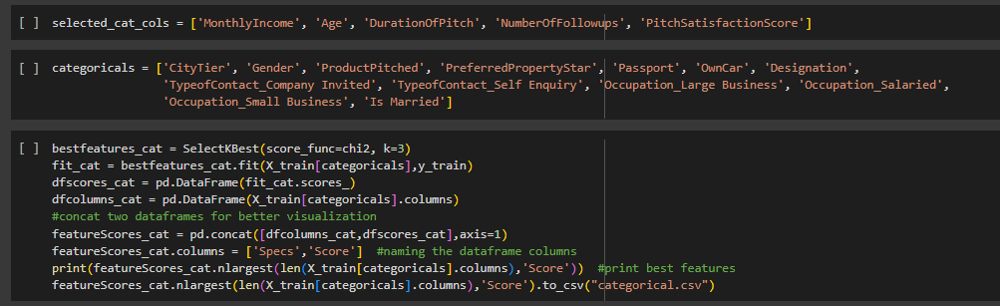 [ ] selected_cat_cols = ['MonthlyIncome', 'Age', 'DurationOfPitch', 'NumberOfFollowups', 'PitchSatisfactionScore']
[ ] categoricals = ['CityTier', 'Gender', 'ProductPitched', 'PreferredPropertyStar', 'Passport', 'OwnCar', 'Designation',
'TypeofContact_Company Invited', 'TypeofContact_Self Enquiry', 'Occupation_Large Business', 'Occupation_Salaried',
'Occupation_Small Business', 'Is Married']
[ ] bestfeatures_cat = SelectKBest(score_func=chi2, k=3)
fit_cat = bestfeatures_cat.fit(X_train[categoricals],y_train)
dfscores_cat = pd.DataFrame(fit_cat.scores_)
dfcolumns_cat = pd.DataFrame(X_train[categoricals].columns)
#concat two dataframes for better visualization
featureScores_cat = pd.concat([dfcolumns_cat,dfscores_cat],axis=1)
featureScores_cat.columns = ['Specs','Score']  #naming the dataframe columns
print(featureScores_cat.nlargest(len(X_train[categoricals].columns),'Score'))  #print best features
featureScores_cat.nlargest(len(X_train[categoricals].columns),'Score').to_csv("categorical.csv")